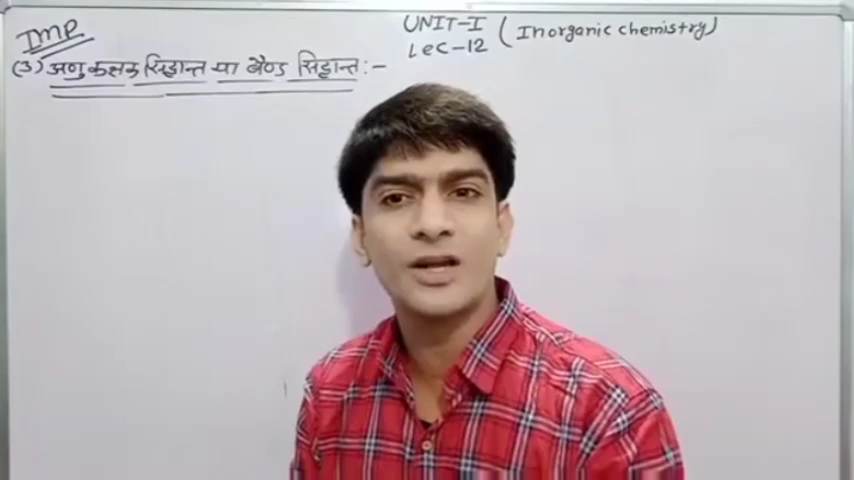 IMP
UNIT-I (Inorganic chemistry)
Lec-12
(3) अणु कक्षक सिद्धान्त या बैण्ड सिद्धान्त :-